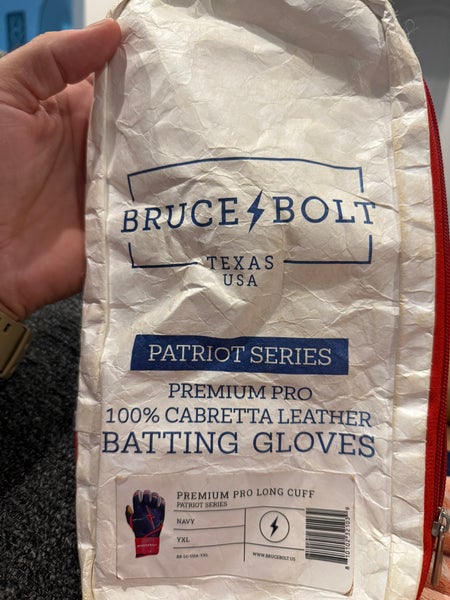 BRUCE BOLT
TEXAS
USA
PATRIOT SERIES
PREMIUM PRO
100% CABRETTA LEATHER
BATTING GLOVES
PREMIUM PRO LONG CUFF
PATRIOT SERIES
NAVY
YXL
WWW.BRUCEBOLT.US